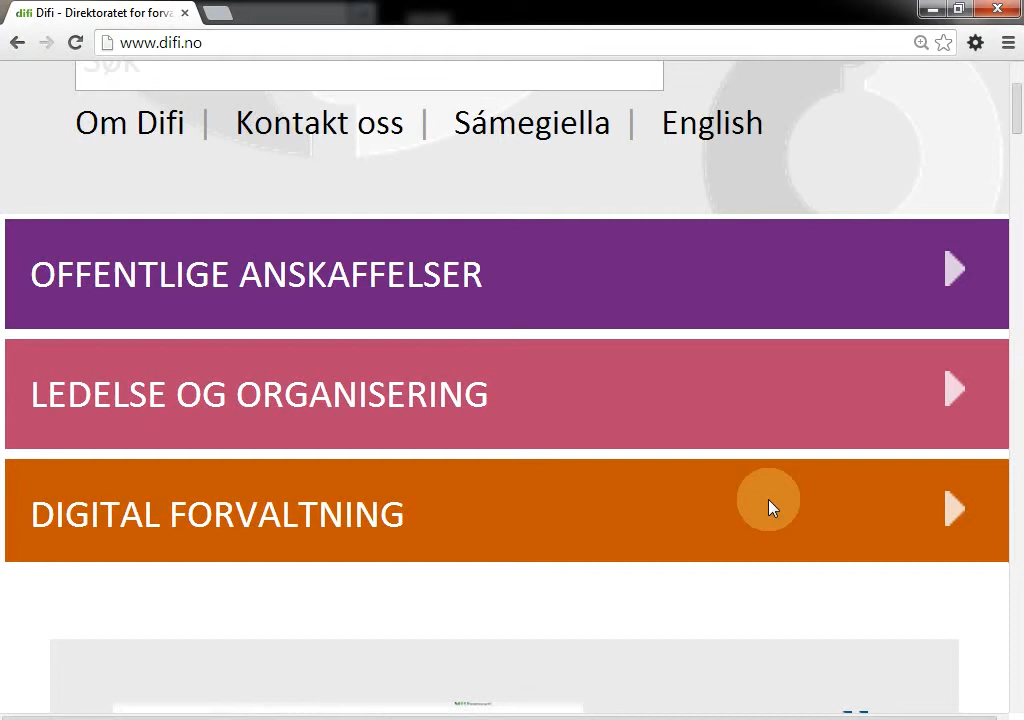 difi Difi - Direktoratet for forva
www.difi.no
Søk
Om Difi | Kontakt oss | Sámegiella | English
OFFENTLIGE ANSKAFFELSER
LEDELSE OG ORGANISERING
DIGITAL FORVALTNING